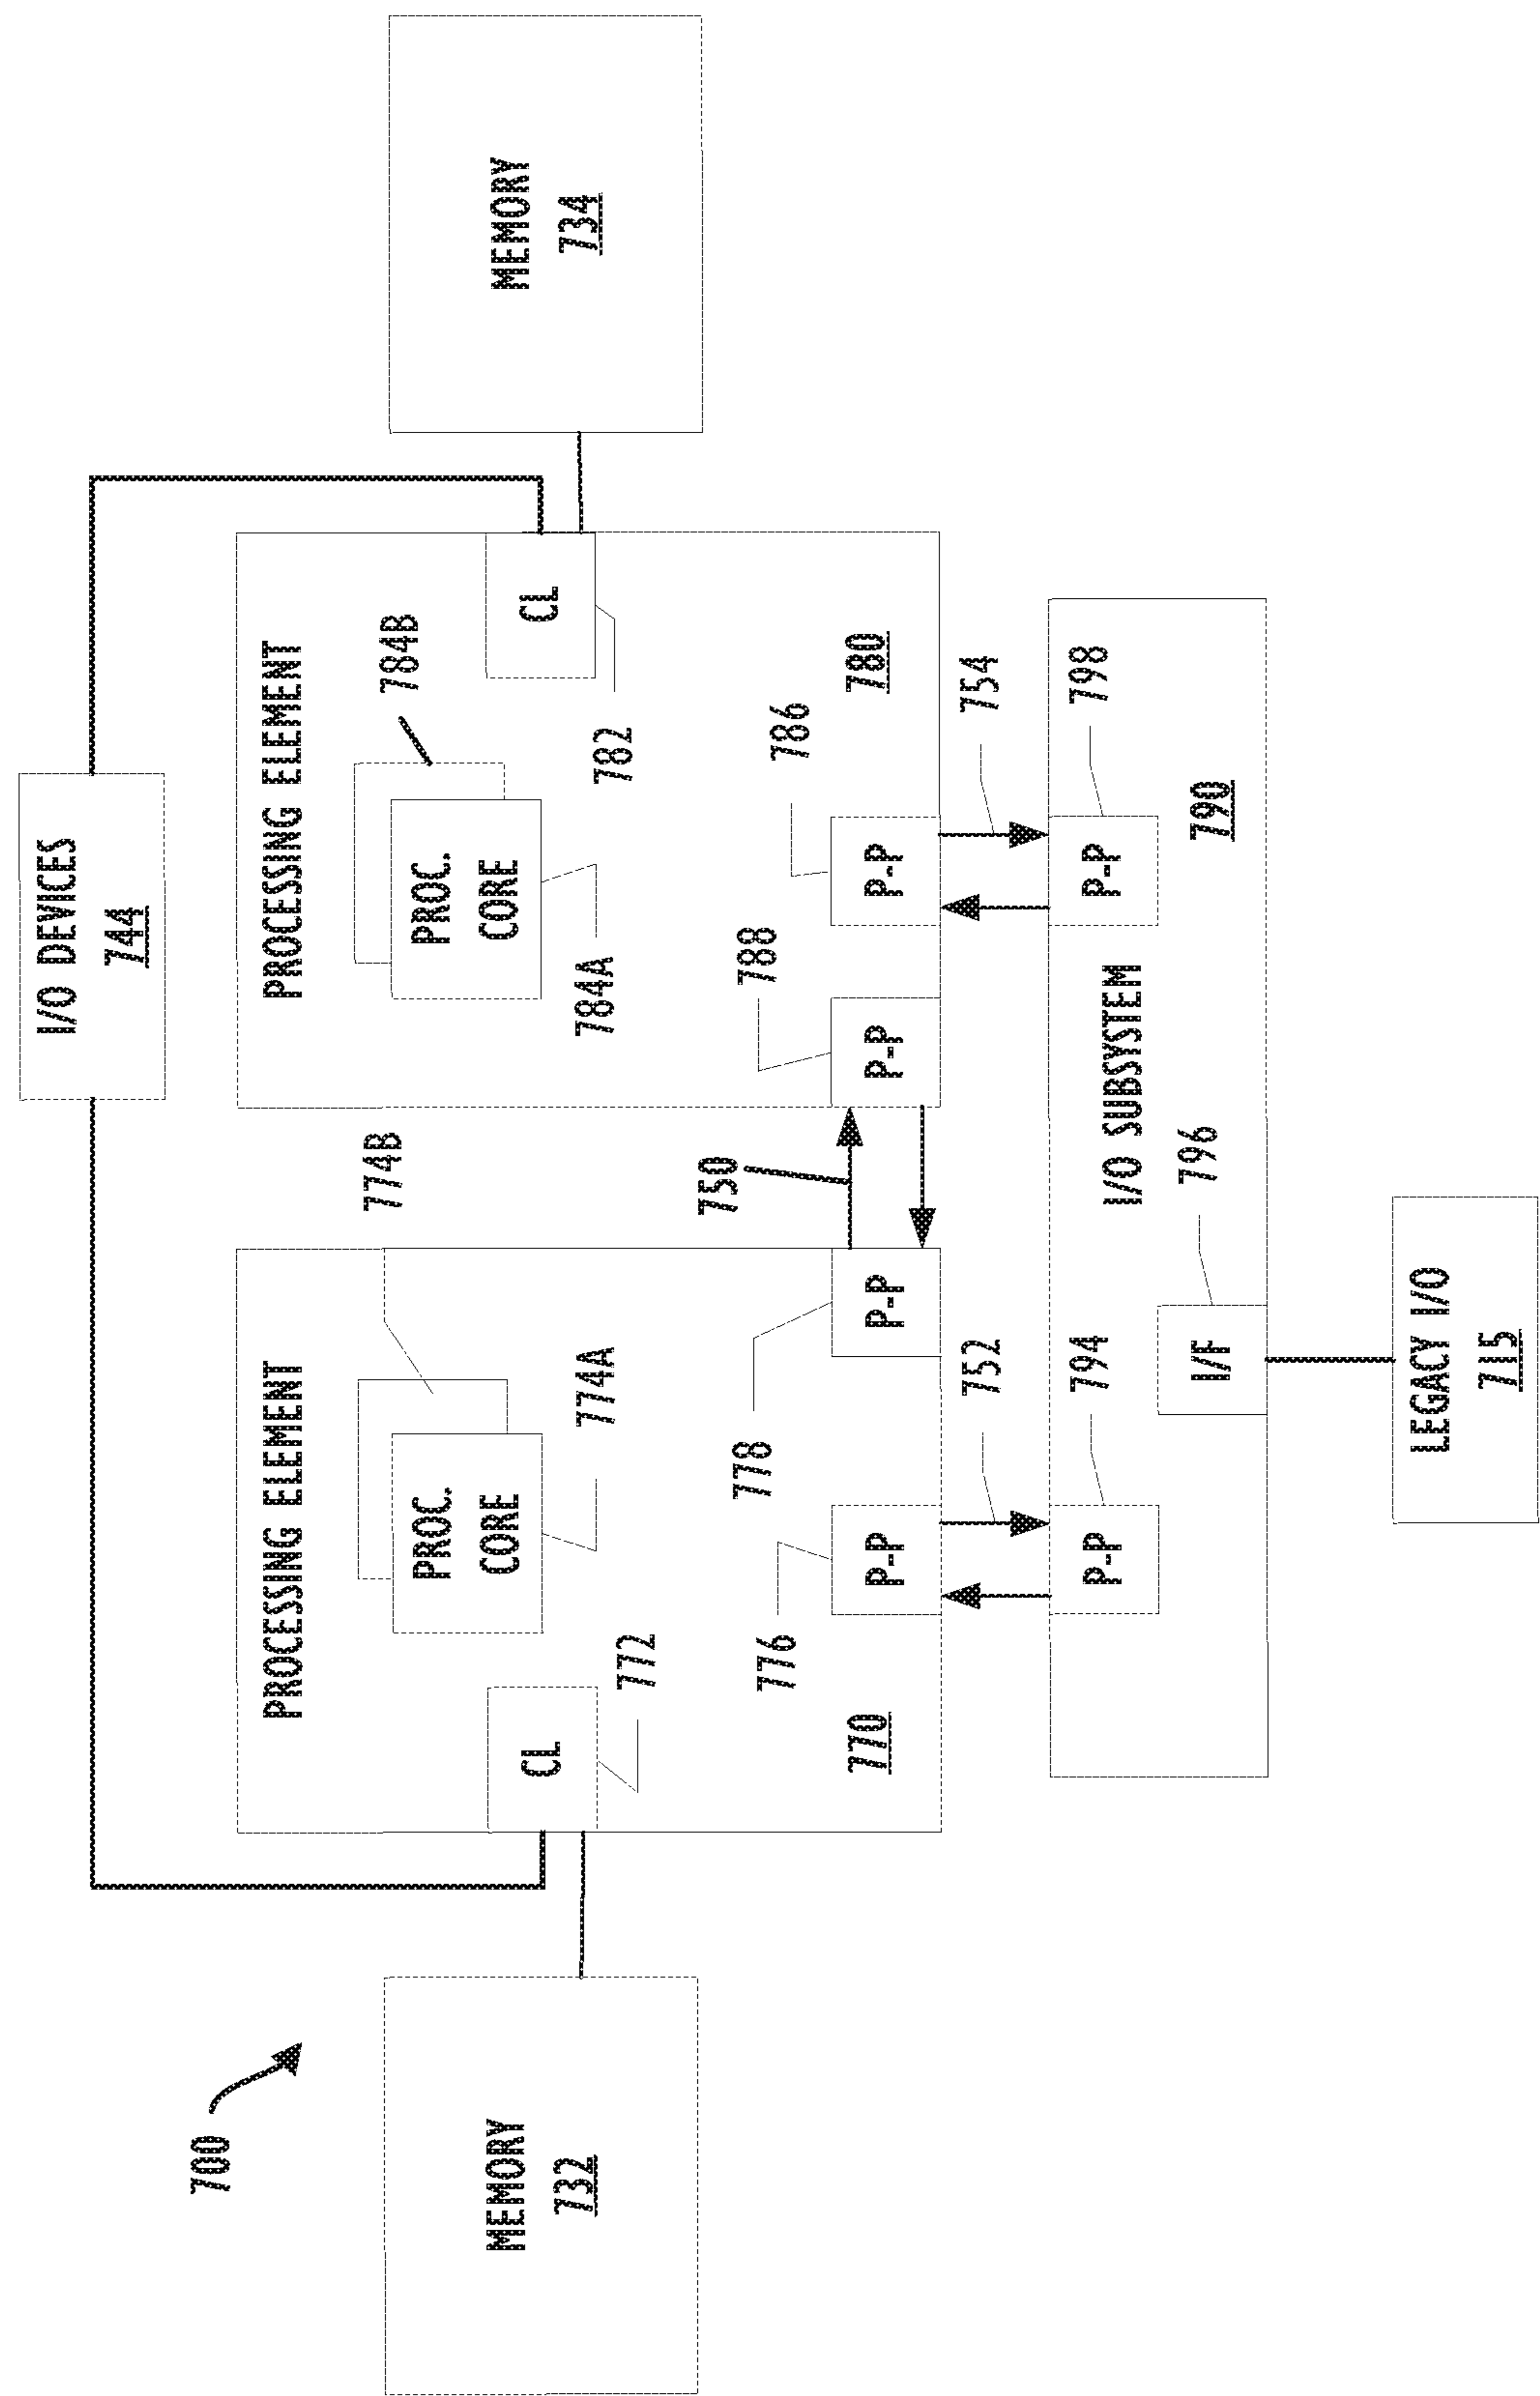 700
I/O DEVICES
744
MEMORY
732
PROCESSING ELEMENT
PROC.
CORE
774A
774B
CL
772
P-P
776
P-P
778
770
750
PROCESSING ELEMENT
PROC.
CORE
784A
784B
CL
782
P-P
788
P-P
786
780
MEMORY
734
752
754
P-P
794
I/O SUBSYSTEM
P-P
798
790
I/F
796
LEGACY I/O
715